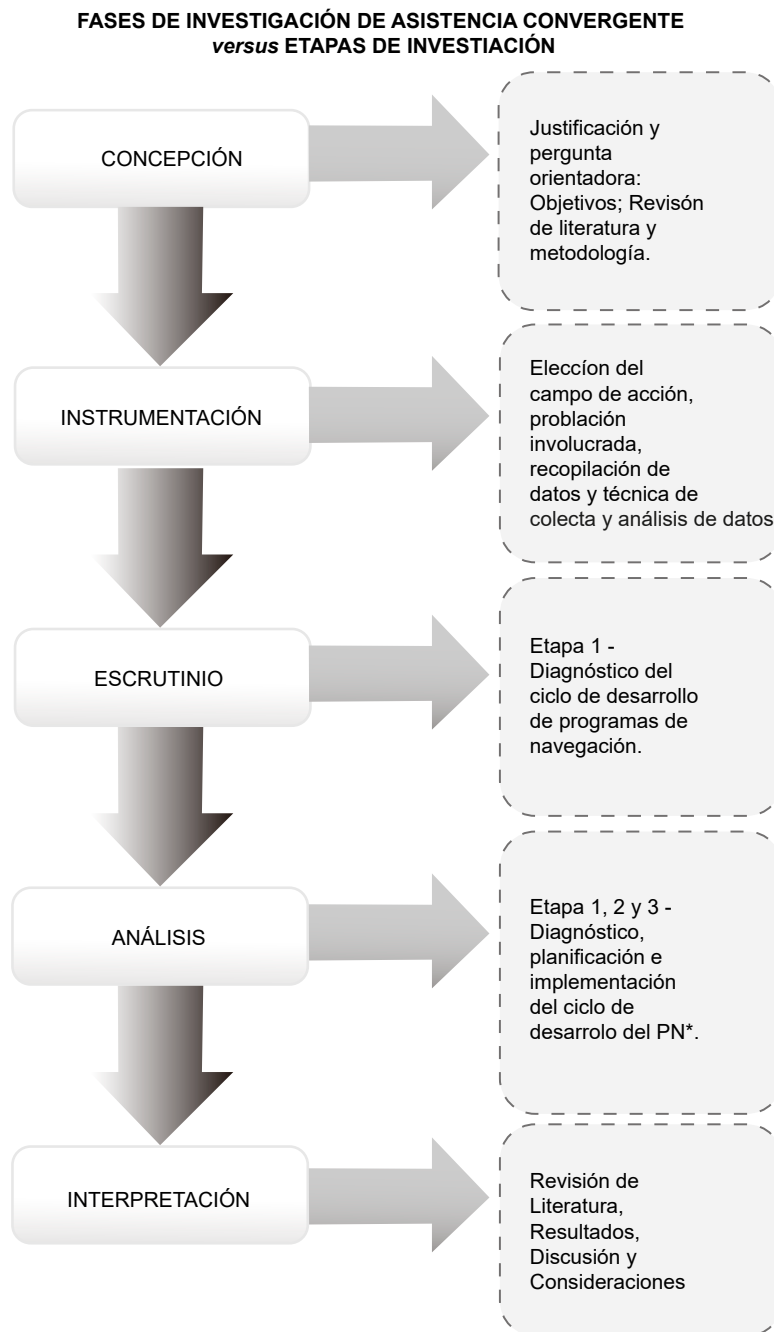 FASES DE INVESTIGACIÓN DE ASISTENCIA CONVERGENTE
versus ETAPAS DE INVESTIACIÓN
CONCEPCIÓN
Justificación y
pergunta
orientadora:
Objetivos; Revisón
de literatura y
metodología.
INSTRUMENTACIÓN
Eleccíon del
campo de acción,
problación
involucrada,
recopilación de
datos y técnica de
colecta y análisis de datos
ESCRUTINIO
Etapa 1 -
Diagnóstico del
ciclo de desarrollo
de programas de
navegación.
ANÁLISIS
Etapa 1, 2 y 3 -
Diagnóstico,
planificación e
implementación
del ciclo de
desarrolo del PN*.
INTERPRETACIÓN
Revisión de
Literatura,
Resultados,
Discusión y
Consideraciones